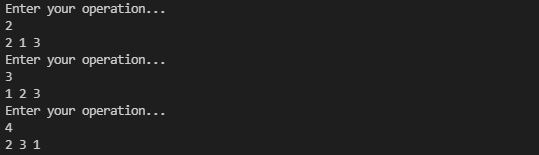 Enter your operation...
2
2 1 3
Enter your operation...
3
1 2 3
Enter your operation...
4
2 3 1